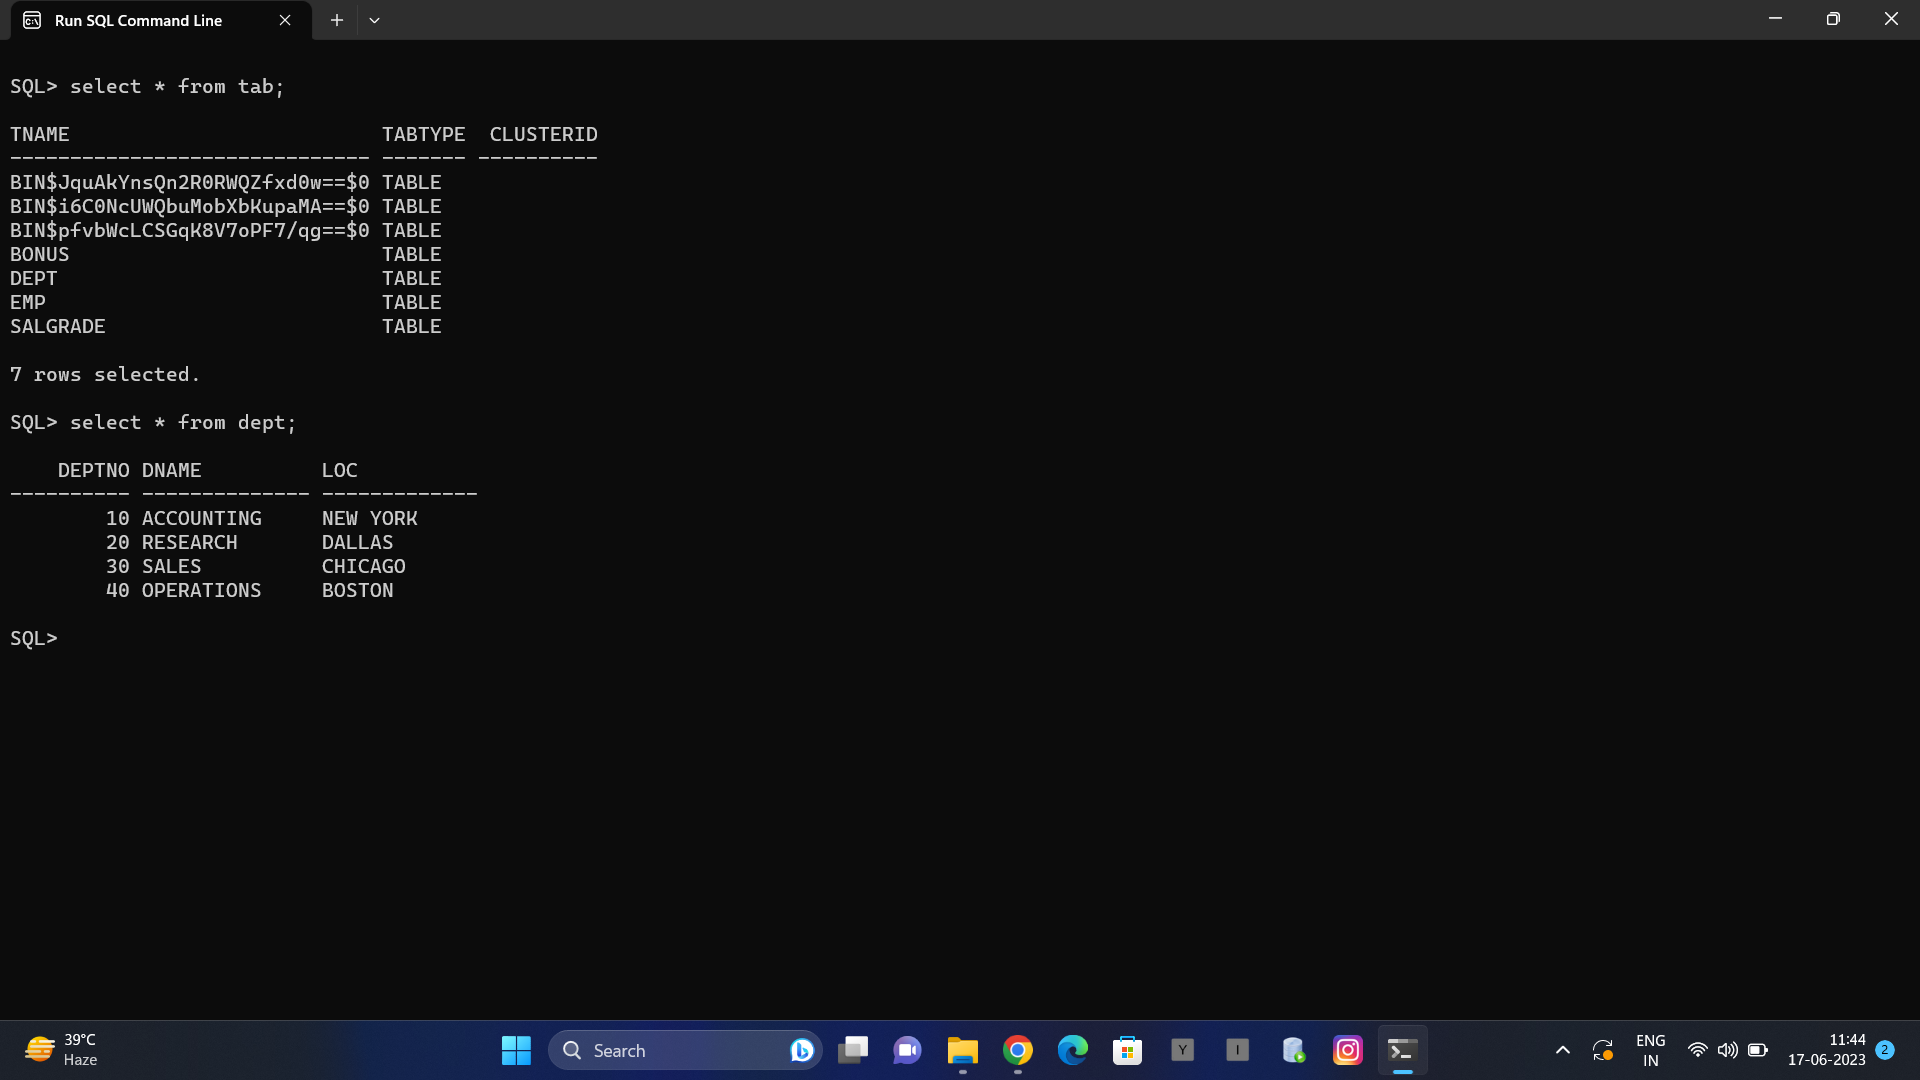 Run SQL Command Line
SQL> select * from tab;
TNAME                          TABTYPE  CLUSTERID
------------------------------ ------- ----------
BIN$JquAkYnsQn2R0RWQZfxd0w==$0 TABLE
BIN$i6C0NcUWQbuMobXbKupaMA==$0 TABLE
BIN$pfvbWcLCSGqK8V7oPF7/qg==$0 TABLE
BONUS                          TABLE
DEPT                           TABLE
EMP                            TABLE
SALGRADE                       TABLE
7 rows selected.
SQL> select * from dept;
    DEPTNO DNAME          LOC
---------- -------------- -------------
        10 ACCOUNTING     NEW YORK
        20 RESEARCH       DALLAS
        30 SALES          CHICAGO
        40 OPERATIONS     BOSTON
SQL>
39°C
Haze
Search
Y
I
ENG
IN
11:44
17-06-2023
2